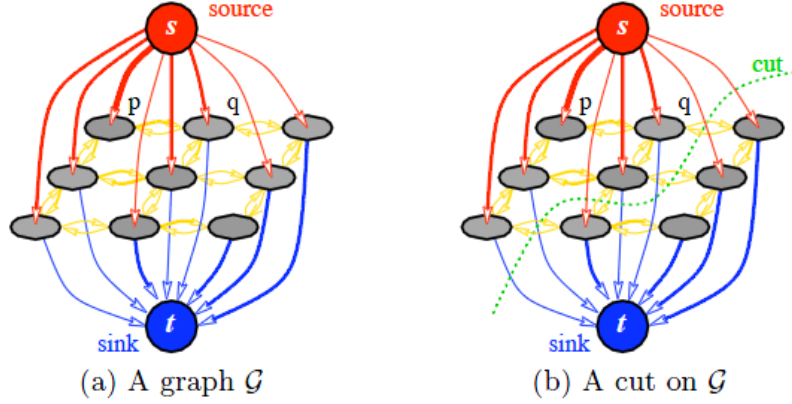 s source
p q
t
sink
(a) A graph G
s source
cut
p q
t
sink
(b) A cut on G